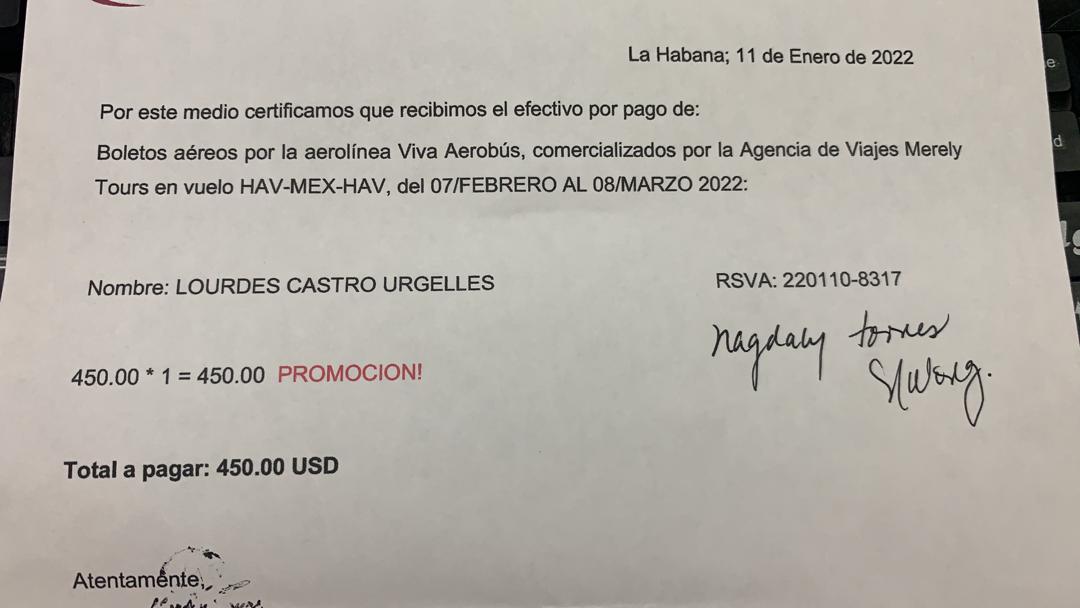 La Habana; 11 de Enero de 2022
Por este medio certificamos que recibimos el efectivo por pago de:
Boletos aéreos por la aerolínea Viva Aerobús, comercializados por la Agencia de Viajes Merely
Tours en vuelo HAV-MEX-HAV, del 07/FEBRERO AL 08/MARZO 2022:
Nombre: LOURDES CASTRO URGELLES
RSVA: 220110-8317
nagdaly torres
450.00 * 1 = 450.00 PROMOCION!
Total a pagar: 450.00 USD
Atentamente,